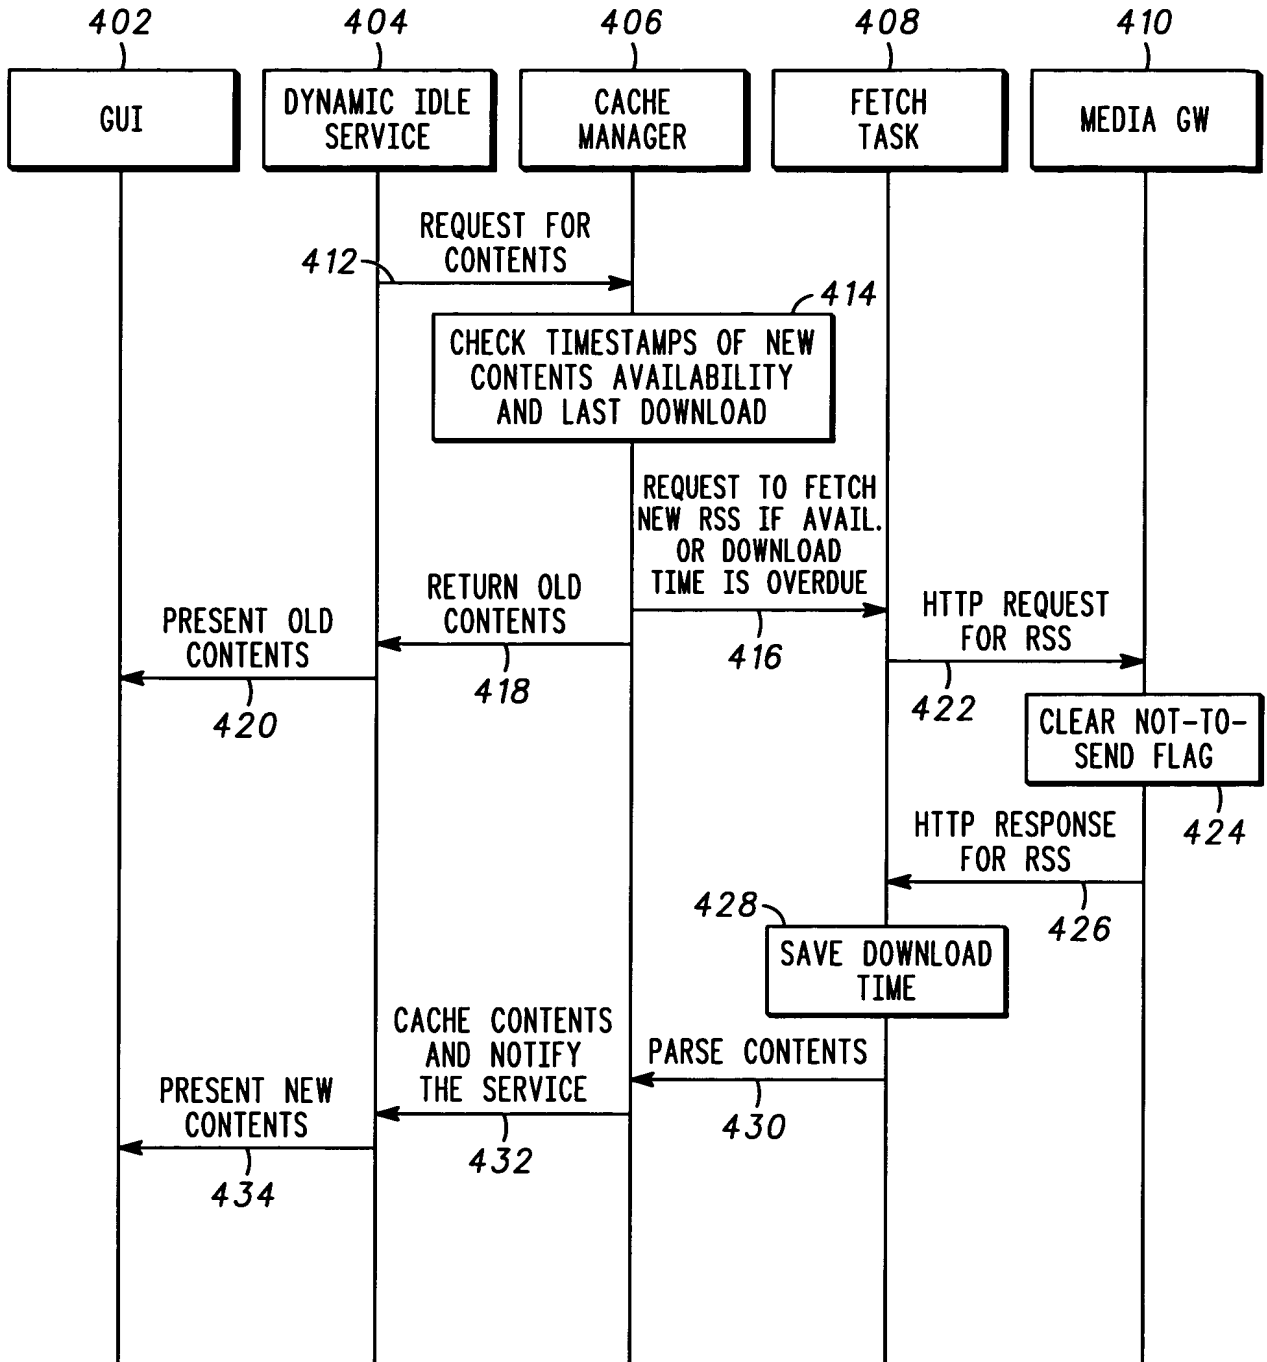 402
404
406
408
410
GUI
DYNAMIC IDLE
SERVICE
CACHE
MANAGER
FETCH
TASK
MEDIA GW
REQUEST FOR
CONTENTS
412
414
CHECK TIMESTAMPS OF NEW
CONTENTS AVAILABILITY
AND LAST DOWNLOAD
REQUEST TO FETCH
NEW RSS IF AVAIL.
OR DOWNLOAD
TIME IS OVERDUE
416
RETURN OLD
CONTENTS
418
PRESENT OLD
CONTENTS
420
HTTP REQUEST
FOR RSS
422
CLEAR NOT-TO-
SEND FLAG
424
HTTP RESPONSE
FOR RSS
426
428
SAVE DOWNLOAD
TIME
PARSE CONTENTS
430
CACHE CONTENTS
AND NOTIFY
THE SERVICE
432
PRESENT NEW
CONTENTS
434